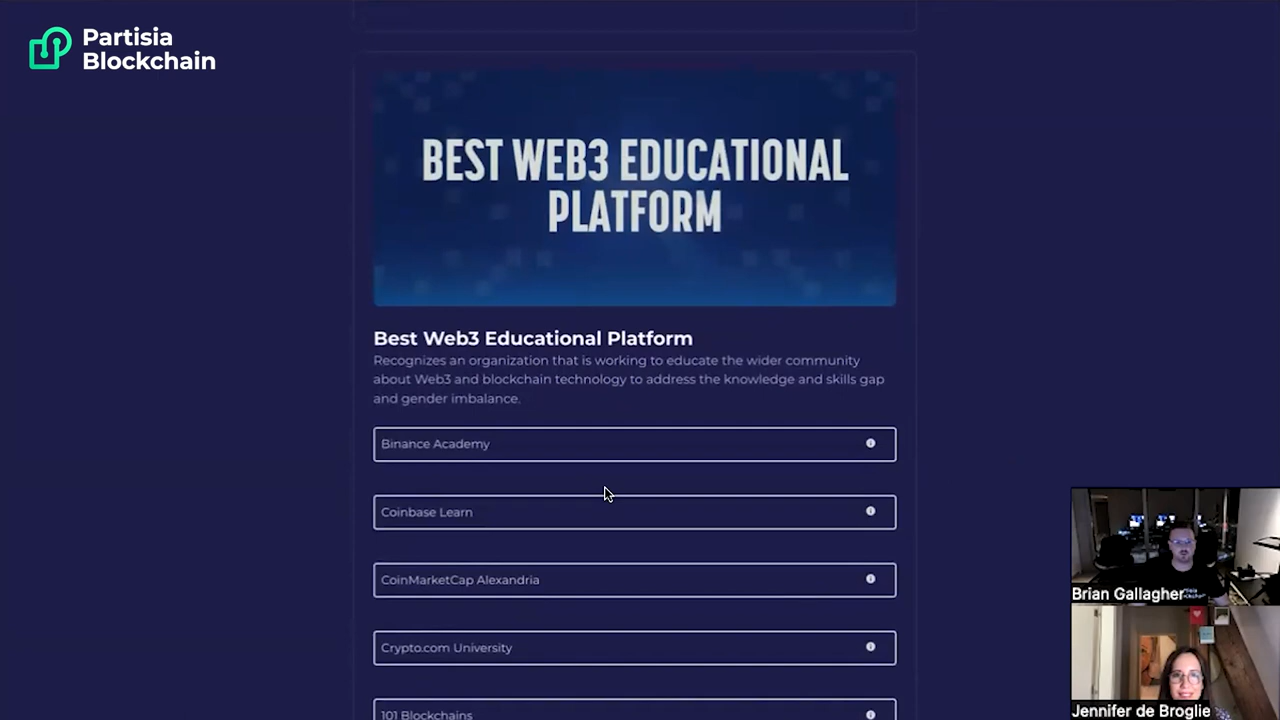 Partisia
Blockchain
BEST WEB3 EDUCATIONAL
PLATFORM
Best Web3 Educational Platform
Recognizes an organization that is working to educate the wider community
about Web3 and blockchain technology to address the knowledge and skills gap
and gender imbalance.
Binance Academy
Coinbase Learn
CoinMarketCap Alexandria
Crypto.com University
101 Blockchains
Brian Gallagher
Jennifer de Broglie